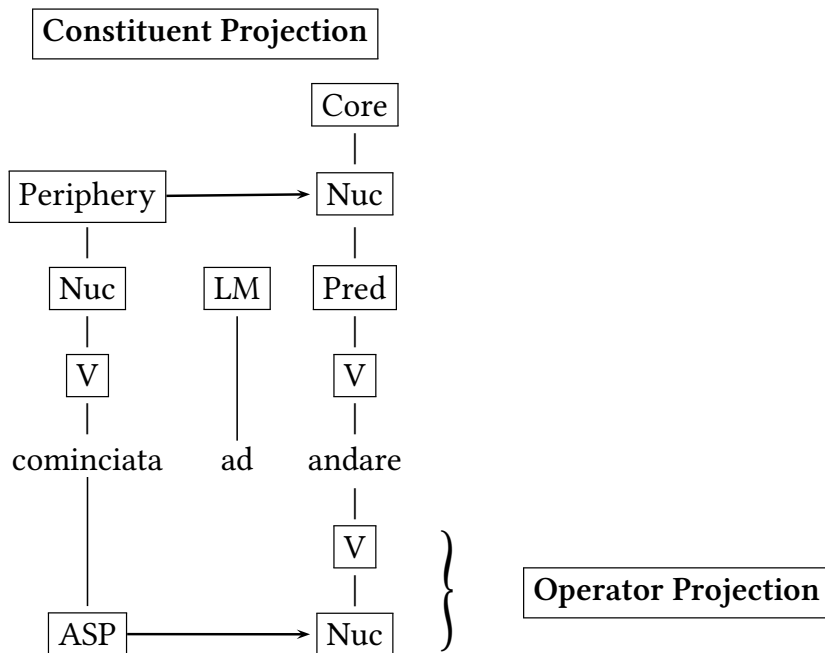 Constituent Projection
Core
Periphery Nuc
Nuc LM Pred
V V
cominciata ad andare
V
Operator Projection
ASP Nuc